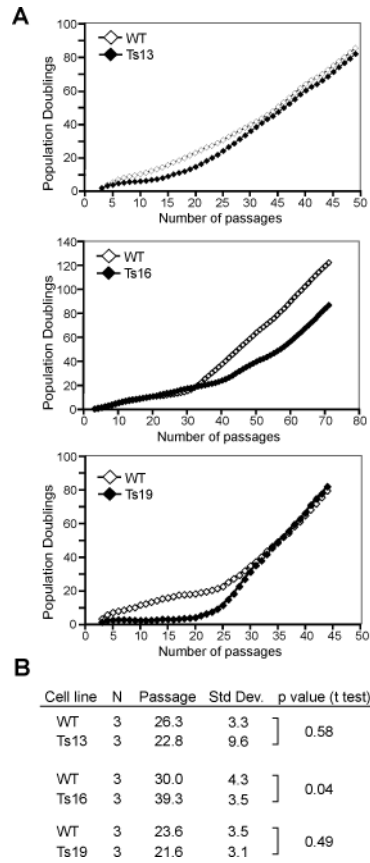 A
WT
Ts13
Population Doublings
100
80
60
40
20
0
0 5 10 15 20 25 30 35 40 45 50
Number of passages
WT
Ts16
Population Doublings
140
120
100
80
60
40
20
0
0 10 20 30 40 50 60 70 80
Number of passages
WT
Ts19
Population Doublings
100
80
60
40
20
0
0 5 10 15 20 25 30 35 40 45 50
Number of passages
B
Cell line N Passage Std Dev. p value (t test)
WT 3 26.3 3.3
0.58
Ts13 3 22.8 9.6
WT 3 30.0 4.3
0.04
Ts16 3 39.3 3.5
WT 3 23.6 3.5
0.49
Ts19 3 21.6 3.1